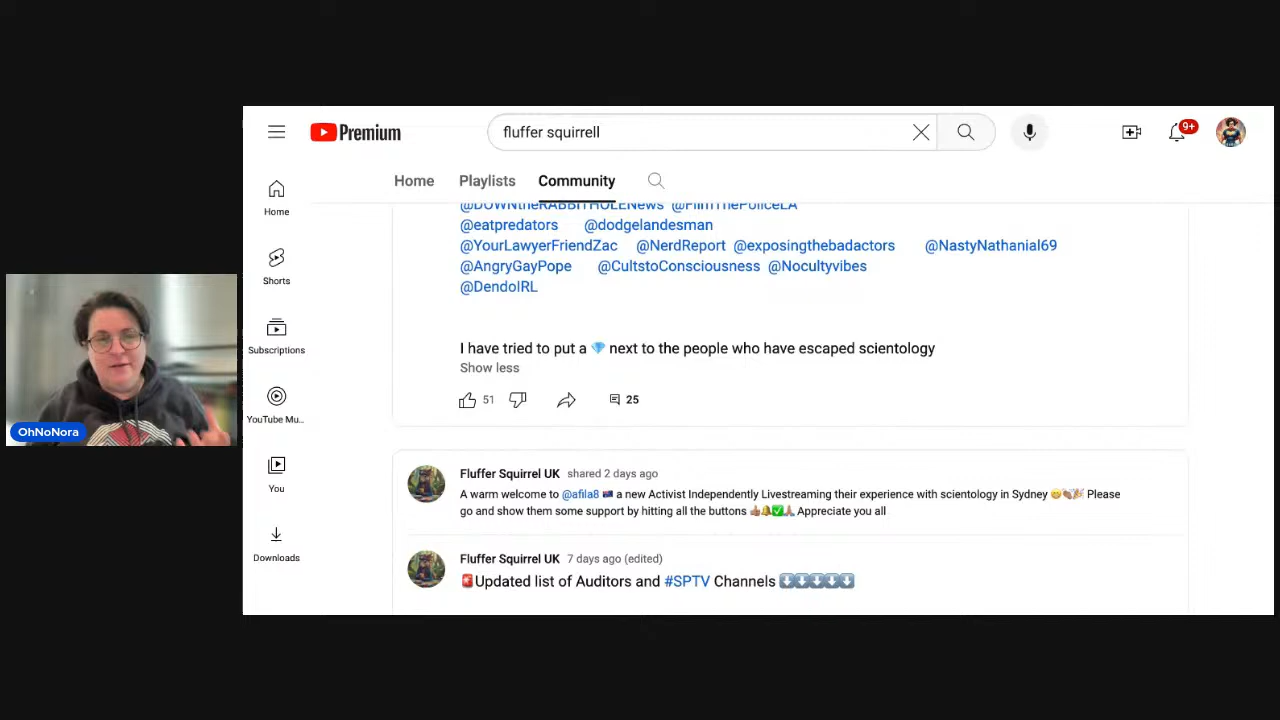 Premium
fluffer squirrell
9+
Home
Playlists
Community
Home
Shorts
Subscriptions
YouTube Mu...
You
Downloads
@DOWNtheRABBITHOLENews @FilmThePoliceLA
@eatpredators @dodgelandesman
@YourLawyerFriendZac @NerdReport @exposingthebadactors @NastyNathanial69
@AngryGayPope @CultstoConsciousness @Nocultyvibes
@DendoIRL
I have tried to put a 💎 next to the people who have escaped scientology
Show less
51
25
Fluffer Squirrel UK shared 2 days ago
A warm welcome to @afila8 🇦🇺 a new Activist Independently Livestreaming their experience with scientology in Sydney 😁👏🏽🎉 Please
go and show them some support by hitting all the buttons 👍🏽🔔✅🙏🏽 Appreciate you all
Fluffer Squirrel UK 7 days ago (edited)
🚨Updated list of Auditors and #SPTV Channels ⬇️⬇️⬇️⬇️⬇️
OhNoNora